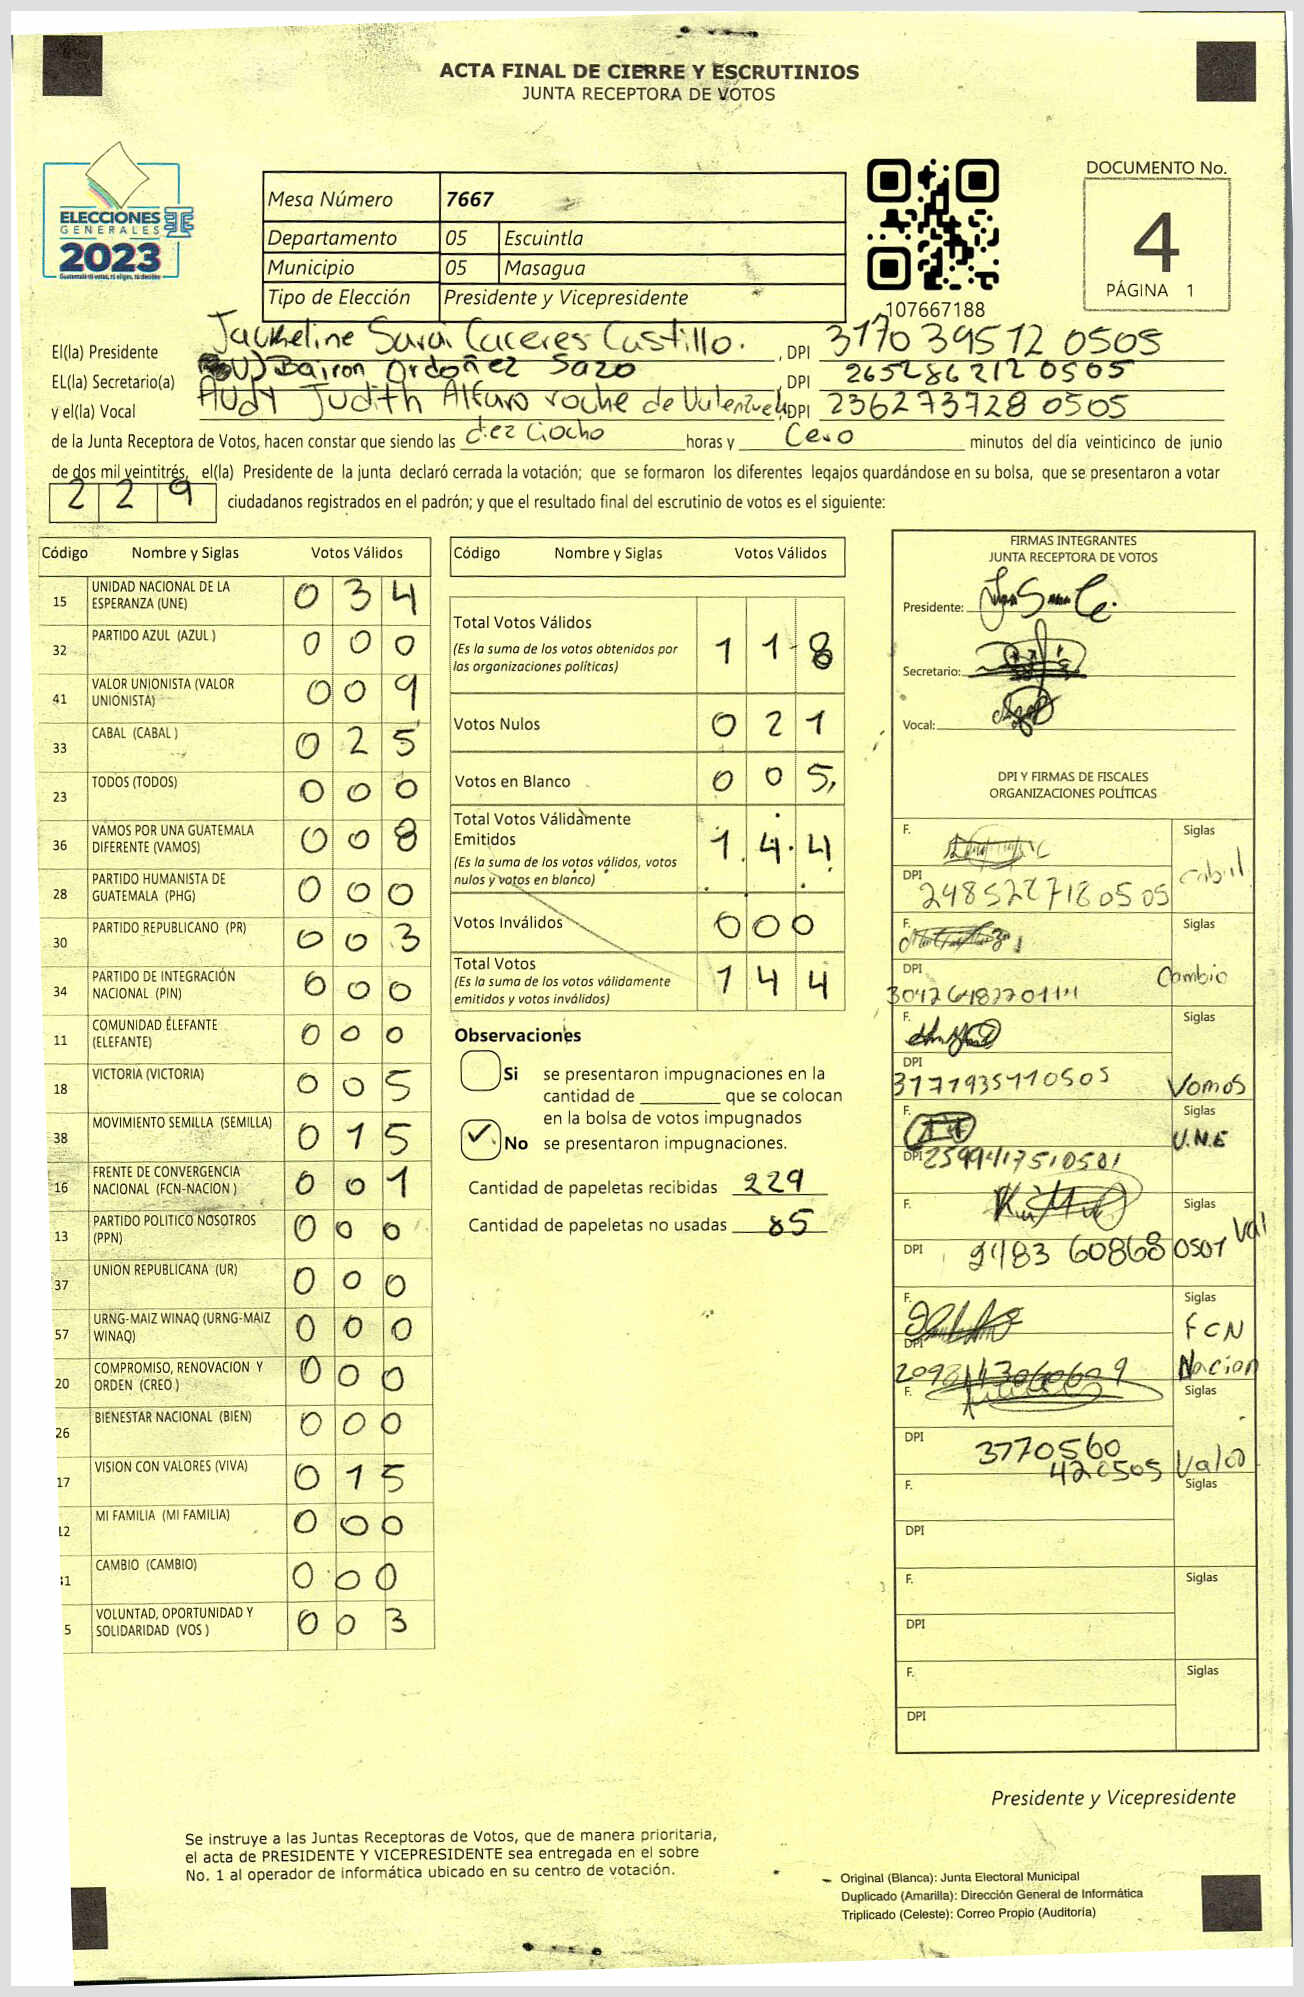 ACTA FINAL DE CIERRE Y ESCRUTINIOS
JUNTA RECEPTORA DE VOTOS
ELECCIONES
GENERALES
2023
Mesa Número 7667
Departamento 05 Escuintla
Municipio 05 Masagua
Tipo de Elección Presidente y Vicepresidente
107667188
DOCUMENTO No.
4
PÁGINA 1
El(la) Presidente Jackeline Sarai Caceres Castillo. , DPI 3170 39512 0505
EL(la) Secretario(a) Bairon Ordoñez Sazo , DPI 265286212 0505
y el(la) Vocal Audy Judith Alfaro roche de Valenzuela, DPI 236273728 0505
de la Junta Receptora de Votos, hacen constar que siendo las diez ciocho horas y Cero minutos del día veinticinco de junio
de dos mil veintitrés, el(la) Presidente de la junta declaró cerrada la votación; que se formaron los diferentes legajos guardándose en su bolsa, que se presentaron a votar
2 2 9 ciudadanos registrados en el padrón; y que el resultado final del escrutinio de votos es el siguiente:
Código Nombre y Siglas Votos Válidos
15 UNIDAD NACIONAL DE LA ESPERANZA (UNE) 0 3 4
32 PARTIDO AZUL (AZUL ) 0 0 0
41 VALOR UNIONISTA (VALOR UNIONISTA) 0 0 9
33 CABAL (CABAL ) 0 2 5
23 TODOS (TODOS) 0 0 0
36 VAMOS POR UNA GUATEMALA DIFERENTE (VAMOS) 0 0 8
28 PARTIDO HUMANISTA DE GUATEMALA (PHG) 0 0 0
30 PARTIDO REPUBLICANO (PR) 0 0 3
34 PARTIDO DE INTEGRACIÓN NACIONAL (PIN) 0 0 0
11 COMUNIDAD ELEFANTE (ELEFANTE) 0 0 0
18 VICTORIA (VICTORIA) 0 0 5
38 MOVIMIENTO SEMILLA (SEMILLA) 0 1 5
16 FRENTE DE CONVERGENCIA NACIONAL (FCN-NACION ) 0 0 1
13 PARTIDO POLITICO NOSOTROS (PPN) 0 0 0
37 UNION REPUBLICANA (UR) 0 0 0
57 URNG-MAIZ WINAQ (URNG-MAIZ WINAQ) 0 0 0
20 COMPROMISO, RENOVACION Y ORDEN (CREO ) 0 0 0
26 BIENESTAR NACIONAL (BIEN) 0 0 0
17 VISION CON VALORES (VIVA) 0 1 5
12 MI FAMILIA (MI FAMILIA) 0 0 0
31 CAMBIO (CAMBIO) 0 0 0
5 VOLUNTAD, OPORTUNIDAD Y SOLIDARIDAD (VOS ) 0 0 3
Código Nombre y Siglas Votos Válidos
Total Votos Válidos 1 1 8
(Es la suma de los votos obtenidos por
las organizaciones políticas)
Votos Nulos 0 2 1
Votos en Blanco 0 0 5
Total Votos Válidamente
Emitidos 1 4 4
(Es la suma de los votos válidos, votos
nulos y votos en blanco)
Votos Inválidos 0 0 0
Total Votos 1 4 4
(Es la suma de los votos válidamente
emitidos y votos inválidos)
Observaciones
Si se presentaron impugnaciones en la
cantidad de ________ que se colocan
en la bolsa de votos impugnados
No se presentaron impugnaciones.
Cantidad de papeletas recibidas 229
Cantidad de papeletas no usadas 85
FIRMAS INTEGRANTES
JUNTA RECEPTORA DE VOTOS
Presidente:
Secretario:
Vocal:
DPI Y FIRMAS DE FISCALES
ORGANIZACIONES POLÍTICAS
F. Siglas
DPI 2485227180505 Cabal
F. Siglas
DPI Cambio
F. Siglas
DPI 3171935110505 Vamos
F. Siglas
DPI 2599417510501 U.N.E
F. Siglas
DPI 2483 60868 0501 Val
F. Siglas
DPI FCN
Nacion
F. Siglas
DPI 3770560
420505 Valo
F. Siglas
DPI
F. Siglas
DPI
F. Siglas
DPI
Presidente y Vicepresidente
Se instruye a las Juntas Receptoras de Votos, que de manera prioritaria,
el acta de PRESIDENTE Y VICEPRESIDENTE sea entregada en el sobre
No. 1 al operador de informática ubicado en su centro de votación.
Original (Blanca): Junta Electoral Municipal
Duplicado (Amarilla): Dirección General de Informática
Triplicado (Celeste): Correo Propio (Auditoría)